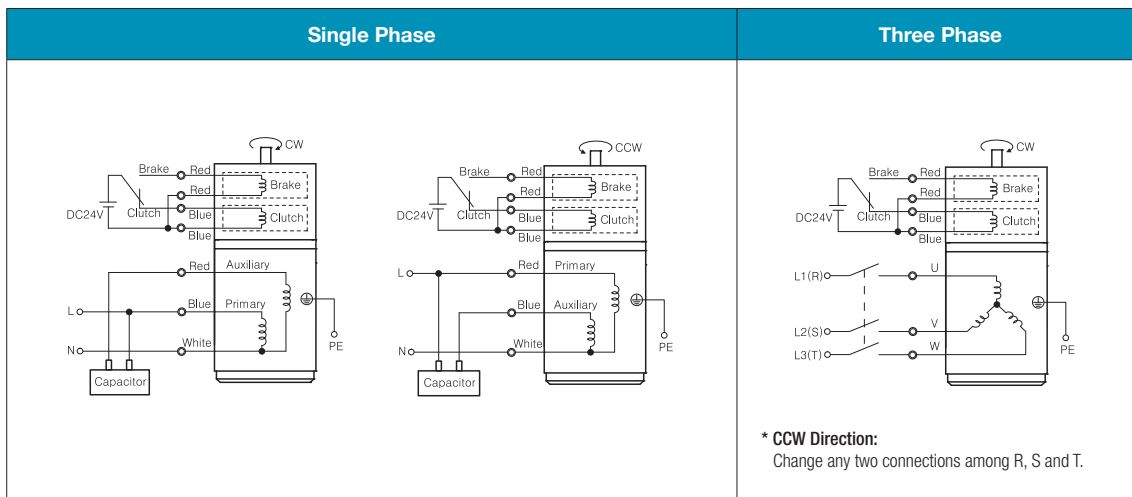 Single Phase
Three Phase
CW
Brake
Red
Red
Brake
DC24V
Clutch
Blue
Clutch
Blue
Red
Auxiliary
L
Blue
Primary
N
White
PE
Capacitor
CCW
Brake
Red
Red
Brake
DC24V
Clutch
Blue
Clutch
Blue
L
Red
Primary
Blue
Auxiliary
N
White
PE
Capacitor
CW
Brake
Red
Red
Brake
DC24V
Clutch
Blue
Clutch
Blue
L1(R)
U
L2(S)
V
L3(T)
W
PE
* CCW Direction:
Change any two connections among R, S and T.